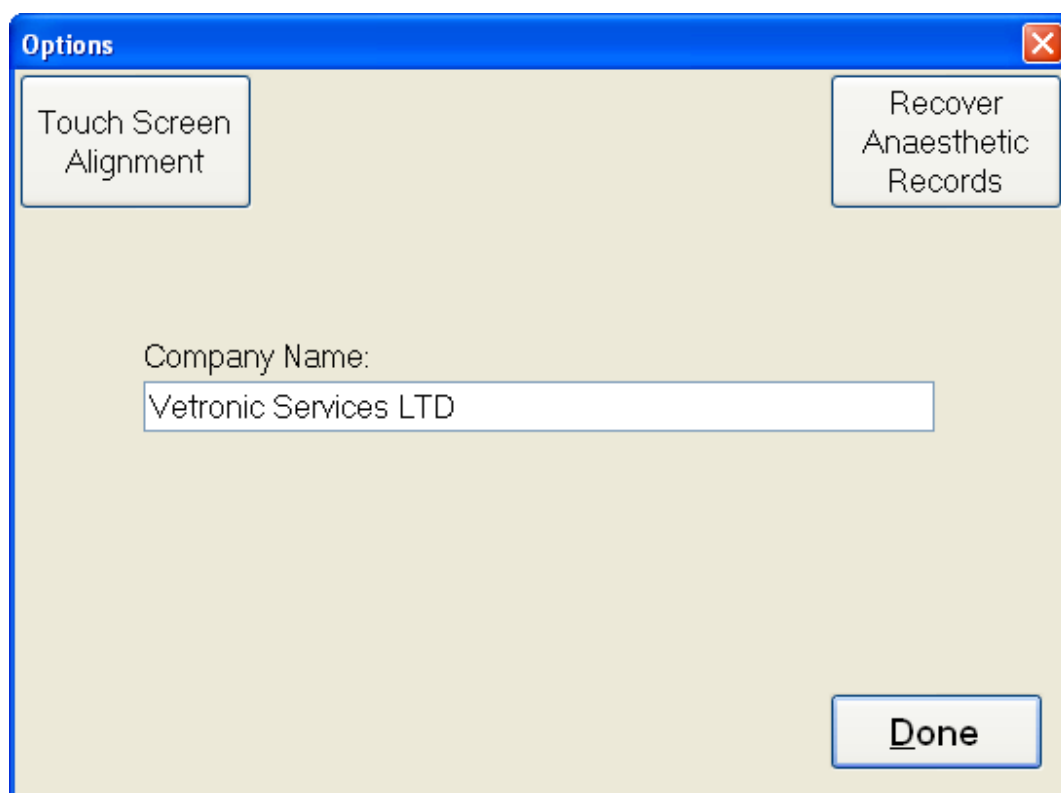 Options
Touch Screen
Alignment
Recover
Anaesthetic
Records
Company Name:
Vetronic Services LTD
Done